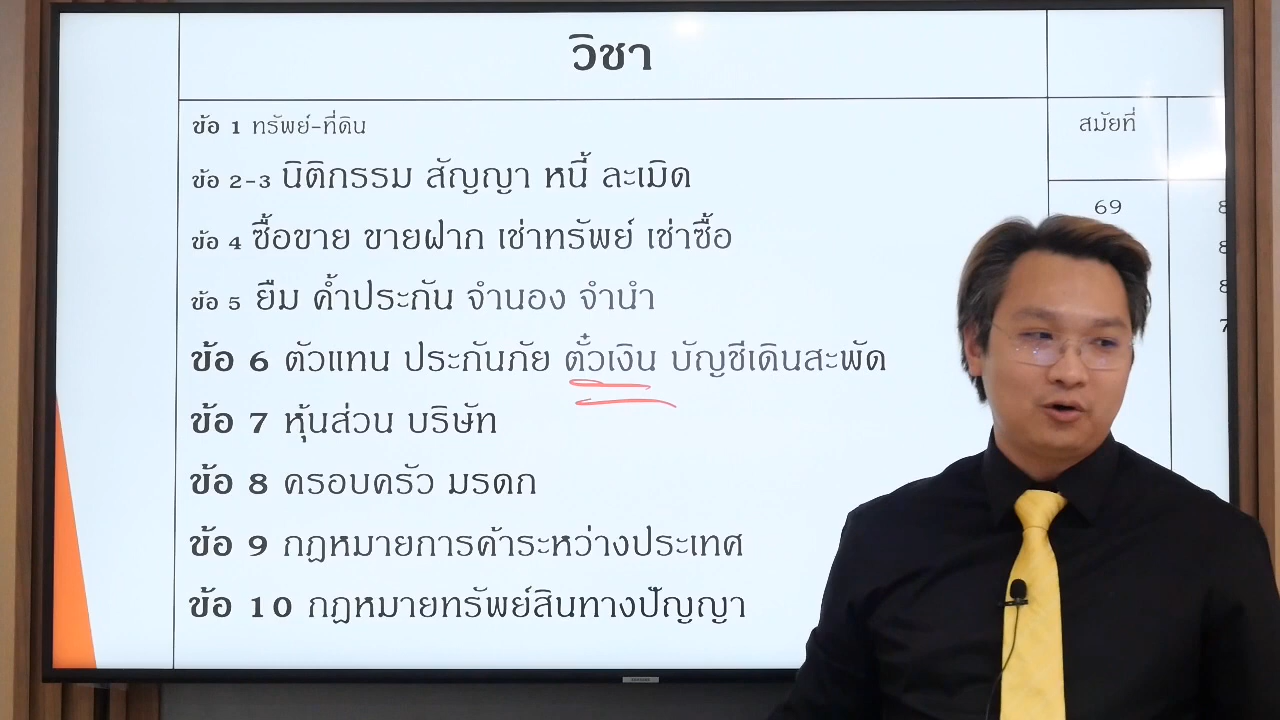 วิชา
ข้อ 1 ทรัพย์-ที่ดิน
สมัยที่
ข้อ 2-3 นิติกรรม สัญญา หนี้ ละเมิด
69
ข้อ 4 ซื้อขาย ขายฝาก เช่าทรัพย์ เช่าซื้อ
ข้อ 5 ยืม ค้ำประกัน จำนอง จำนำ
ข้อ 6 ตัวแทน ประกันภัย ตั๋วเงิน บัญชีเดินสะพัด
ข้อ 7 หุ้นส่วน บริษัท
ข้อ 8 ครอบครัว มรดก
ข้อ 9 กฎหมายการค้าระหว่างประเทศ
ข้อ 10 กฎหมายทรัพย์สินทางปัญญา
SAMSUNG